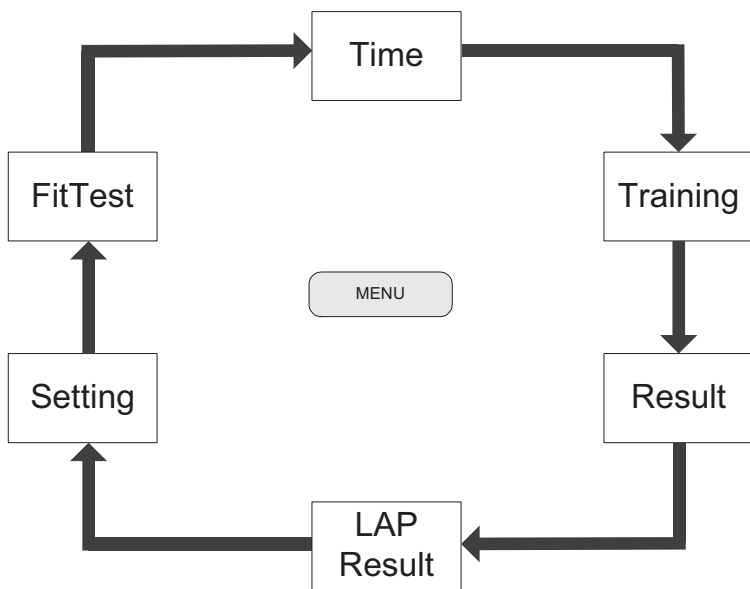 Time
FitTest
Training
MENU
Setting
Result
LAP
Result